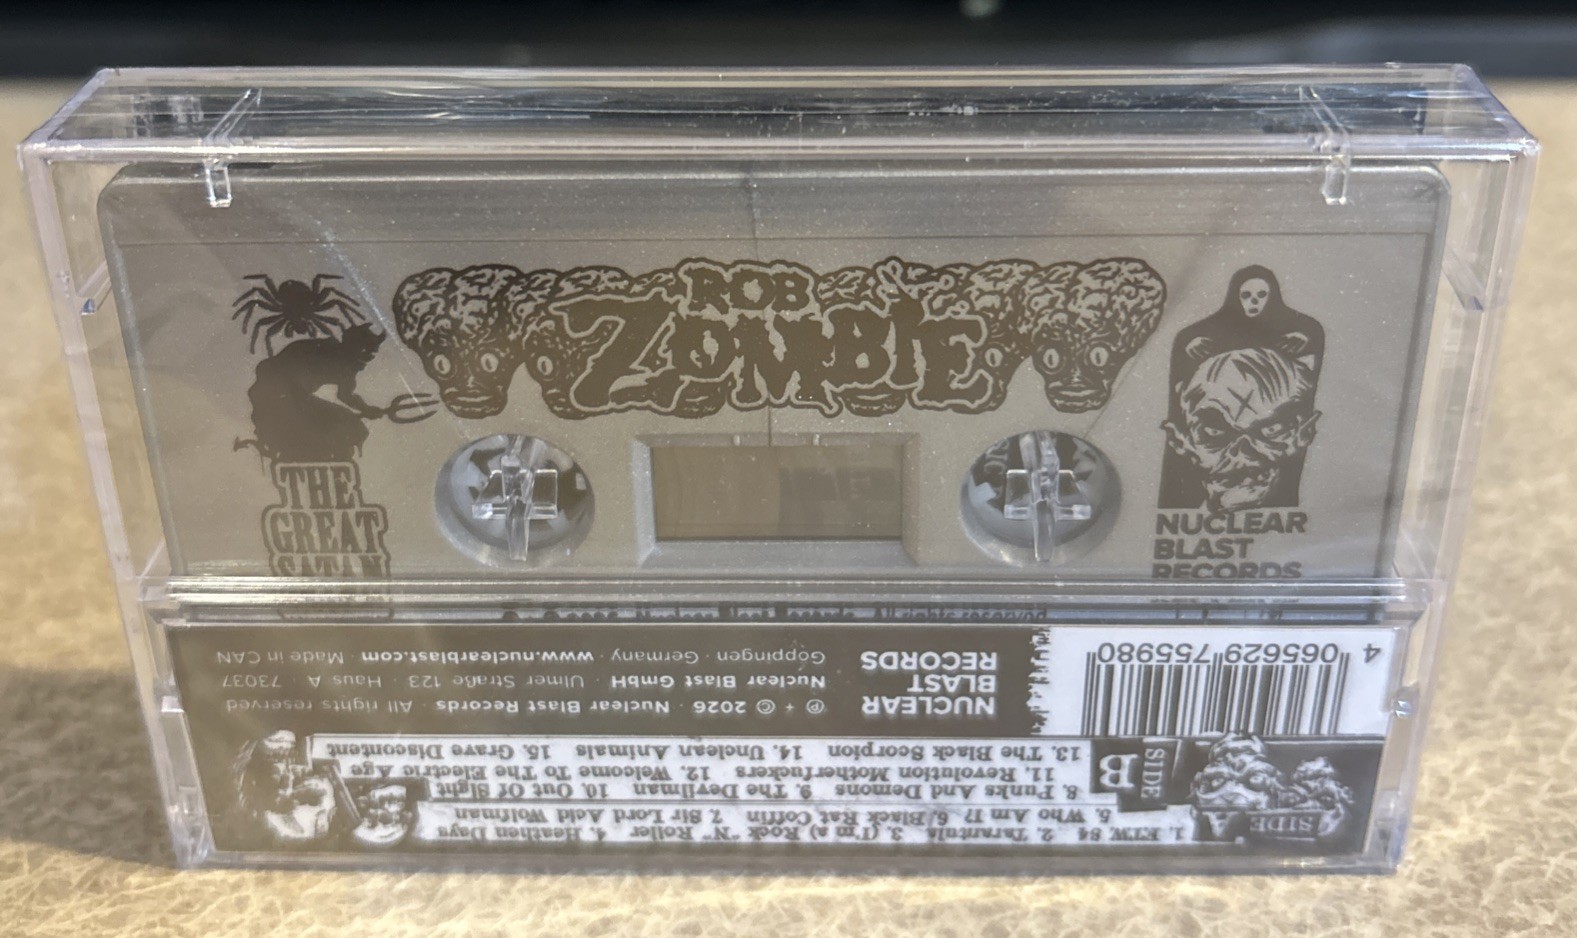 ROB
ZOMBIE
THE
GREAT
SATAN
NUCLEAR
BLAST
RECORDS
SIDE A
1. FTW 84 2. Tarantula 3. (I'm a) Rock "N" Roller 4. Heathen Days
5. Who Am I? 6. Black Rat Coffin 7. Sir Lord Acid Wolfman
SIDE B
8. Punks And Demons 9. The Devilman 10. Out Of Sight
11. Revolution Motherfuckers 12. Welcome To The Electric Age
13. The Black Scorpion 14. Unclean Animals 15. Grave Discontent
NUCLEAR
BLAST
RECORDS
℗ + © 2026 · Nuclear Blast Records · All rights reserved
Nuclear Blast GmbH · Ulmer Straße 123 · Haus A · 73037
Göppingen · Germany · www.nuclearblast.com · Made in CAN
4 065629 755980